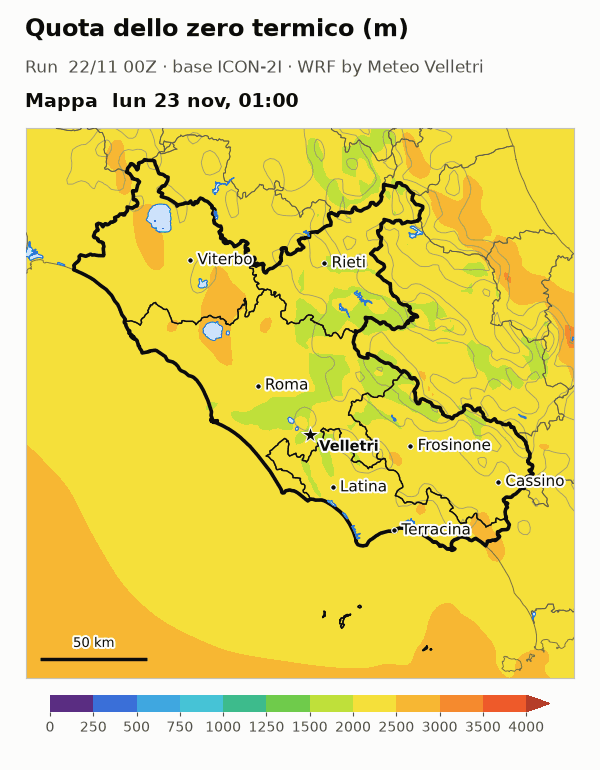 Quota dello zero termico (m)
Run 22/11 00Z · base ICON-2I · WRF by Meteo Velletri
Mappa lun 23 nov, 01:00
Viterbo
Rieti
Roma
Velletri
Frosinone
Cassino
Latina
Terracina
50 km
0 250 500 750 1000 1250 1500 2000 2500 3000 3500 4000